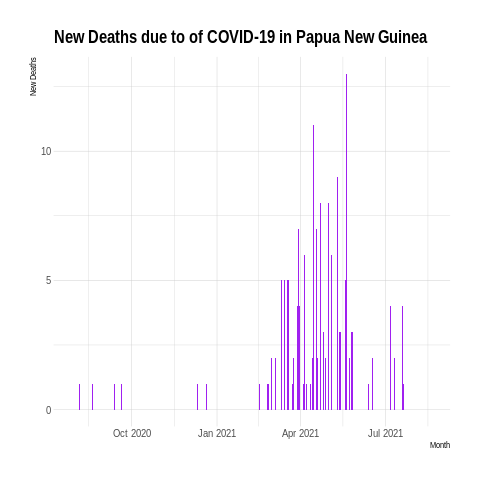 New Deaths due to of COVID-19 in Papua New Guinea
New Deaths
10
5
0
Oct 2020 Jan 2021 Apr 2021 Jul 2021
Month